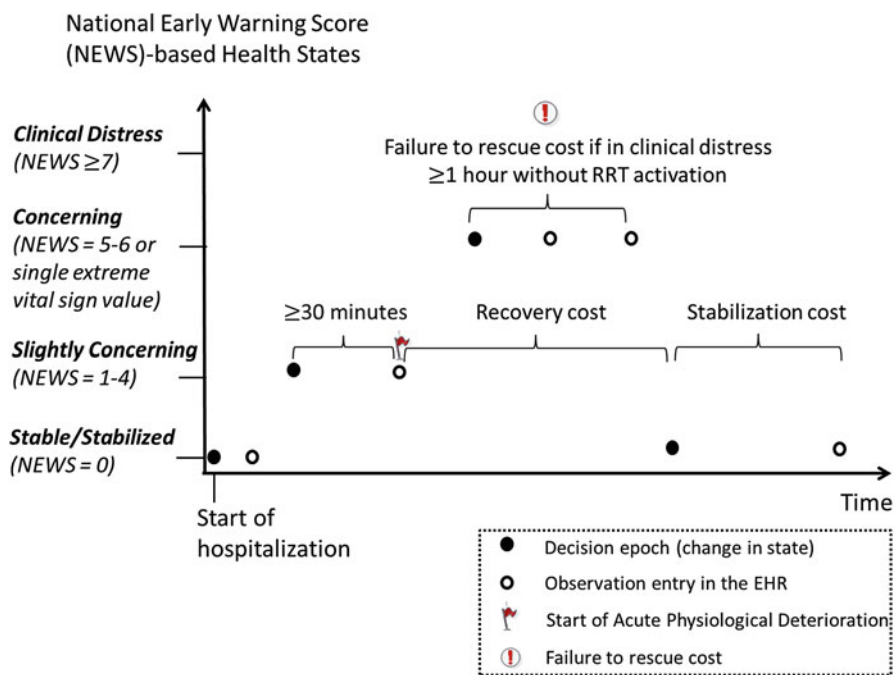 National Early Warning Score
(NEWS)-based Health States
Clinical Distress
(NEWS ≥7)
Failure to rescue cost if in clinical distress
≥1 hour without RRT activation
Concerning
(NEWS = 5-6 or
single extreme
vital sign value)
≥30 minutes
Recovery cost
Stabilization cost
Slightly Concerning
(NEWS = 1-4)
Stable/Stabilized
(NEWS = 0)
Time
Start of
hospitalization
Decision epoch (change in state)
Observation entry in the EHR
Start of Acute Physiological Deterioration
Failure to rescue cost